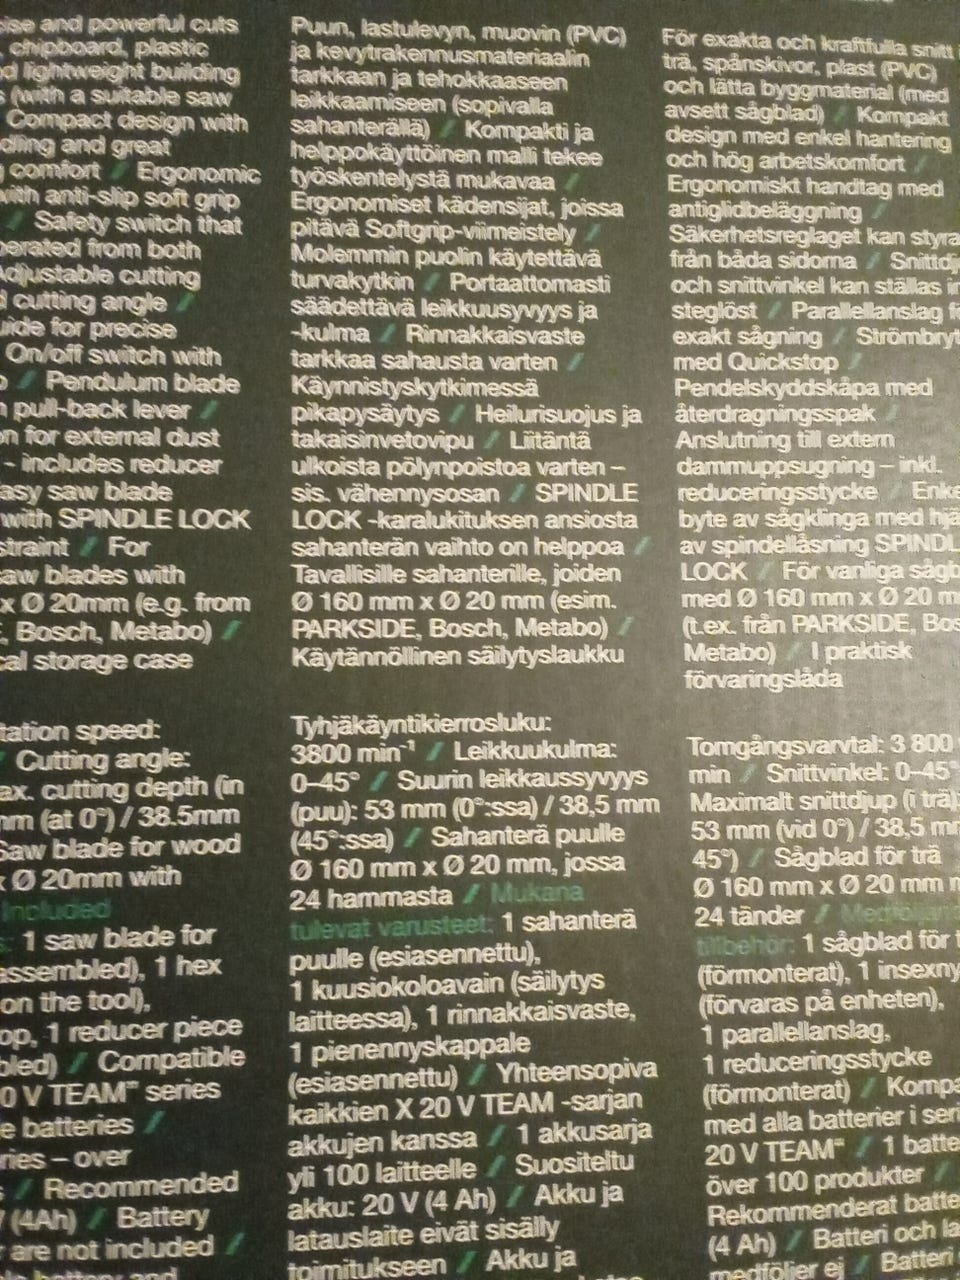 ise and powerful cuts
chipboard, plastic
d lightweight building
(with a suitable saw
Compact design with
dling and great
comfort / Ergonomic
with anti-slip soft grip
/ Safety switch that
perated from both
Adjustable cutting
cutting angle /
uide for precise
On/off switch with
/ Pendulum blade
n pull-back lever /
on for external dust
- includes reducer
asy saw blade
with SPINDLE LOCK
straint / For
saw blades with
x Ø 20mm (e.g. from
, Bosch, Metabo) /
cal storage case
tation speed:
/ Cutting angle:
ax. cutting depth (in
nm (at 0°) / 38.5mm
Saw blade for wood
x Ø 20mm with
Included
s: 1 saw blade for
assembled), 1 hex
on the tool),
op, 1 reducer piece
bled) / Compatible
0 V TEAM™ series
e batteries /
ries – over
/ Recommended
(4Ah) / Battery
r are not included /
battery and
Puun, lastulevyn, muovin (PVC)
ja kevytrakennusmateriaalin
tarkkaan ja tehokkaaseen
leikkaamiseen (sopivalla
sahanterällä) / Kompakti ja
helppokäyttöinen malli tekee
työskentelystä mukavaa /
Ergonomiset kädensijat, joissa
pitävä Softgrip-viimeistely /
Molemmin puolin käytettävä
turvakytkin / Portaattomasti
säädettävä leikkuusyvyys ja
-kulma / Rinnakkaisvaste
tarkkaa sahausta varten /
Käynnistyskytkimessä
pikapysäytys / Heilurisuojus ja
takaisinvetovipu / Liitäntä
ulkoista pölynpoistoa varten –
sis. vähennysosan / SPINDLE
LOCK -karalukituksen ansiosta
sahanterän vaihto on helppoa /
Tavallisille sahanterille, joiden
Ø 160 mm x Ø 20 mm (esim.
PARKSIDE, Bosch, Metabo) /
Käytännöllinen säilytyslaukku
Tyhjäkäyntikierrosluku:
3800 min⁻¹ / Leikkuukulma:
0–45° / Suurin leikkaussyvyys
(puu): 53 mm (0°:ssa) / 38,5 mm
(45°:ssa) / Sahanterä puulle
Ø 160 mm x Ø 20 mm, jossa
24 hammasta / Mukana
tulevat varusteet: 1 sahanterä
puulle (esiasennettu),
1 kuusiokoloavain (säilytys
laitteessa), 1 rinnakkaisvaste,
1 pienennyskappale
(esiasennettu) / Yhteensopiva
kaikkien X 20 V TEAM -sarjan
akkujen kanssa / 1 akkusarja
yli 100 laitteelle / Suositeltu
akku: 20 V (4 Ah) / Akku ja
latauslaite eivät sisälly
toimitukseen / Akku ja
För exakta och kraftfulla snitt i
trä, spånskivor, plast (PVC)
och lätta byggmaterial (med
avsett sågblad) / Kompakt
design med enkel hantering
och hög arbetskomfort /
Ergonomiskt handtag med
antiglidbeläggning /
Säkerhetsreglaget kan styra
från båda sidorna / Snittdj
och snittvinkel kan ställas in
steglöst / Parallellanslag f
exakt sågning / Strömbryt
med Quickstop /
Pendelskyddskåpa med
återdragningsspak /
Anslutning till extern
dammuppsugning – inkl.
reduceringsstycke / Enke
byte av sågklinga med hjä
av spindellåsning SPINDL
LOCK / För vanliga sågb
med Ø 160 mm x Ø 20 m
(t.ex. från PARKSIDE, Bos
Metabo) / I praktisk
förvaringslåda
Tomgångsvarvtal: 3 800
min / Snittvinkel: 0–45°
Maximalt snittdjup (i trä):
53 mm (vid 0°) / 38,5 mm
45°) / Sågblad för trä
Ø 160 mm x Ø 20 mm m
24 tänder / Medföljand
tillbehör: 1 sågblad för t
(förmonterat), 1 insexny
(förvaras på enheten),
1 parallellanslag,
1 reduceringsstycke
(förmonterat) / Kompa
med alla batterier i seri
20 V TEAM™ / 1 batte
över 100 produkter /
Rekommenderat batte
(4 Ah) / Batteri och la
medföljer ej / Batteri